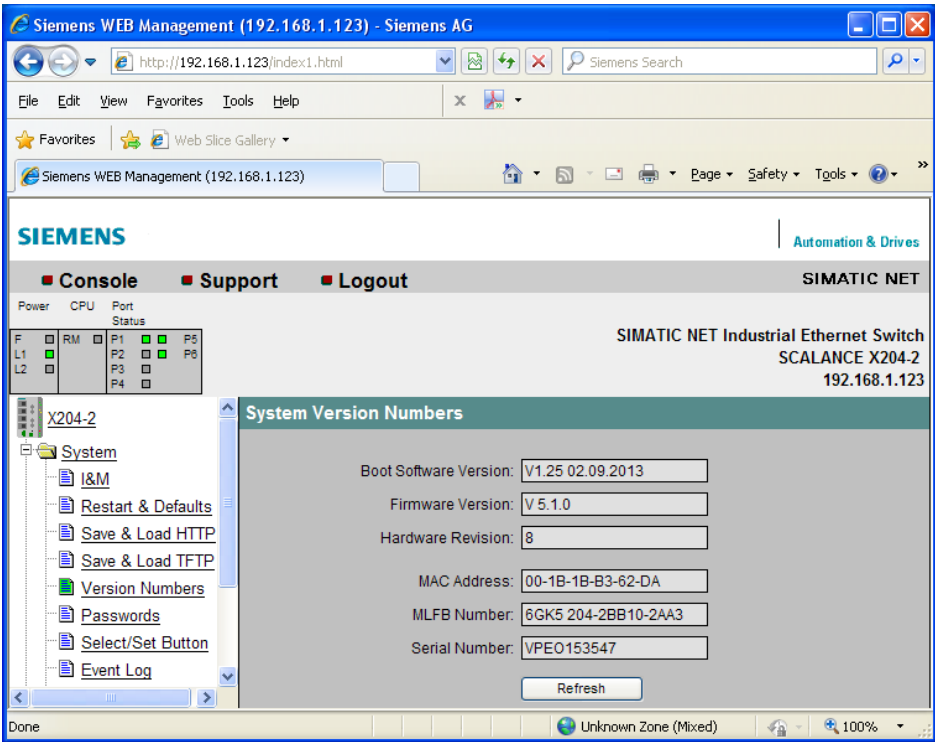 Siemens WEB Management (192.168.1.123) - Siemens AG
http://192.168.1.123/index1.html
Siemens Search
File Edit View Favorites Tools Help
x
Favorites Web Slice Gallery
Siemens WEB Management (192.168.1.123)
Page Safety Tools »
SIEMENS
Automation & Drives
Console Support Logout SIMATIC NET
Power CPU Port
Status
F RM P1 P5
L1 P2 P6
L2 P3
P4
SIMATIC NET Industrial Ethernet Switch
SCALANCE X204-2
192.168.1.123
X204-2
System
I&M
Restart & Defaults
Save & Load HTTP
Save & Load TFTP
Version Numbers
Passwords
Select/Set Button
Event Log
System Version Numbers
Boot Software Version: V1.25 02.09.2013
Firmware Version: V 5.1.0
Hardware Revision: 8
MAC Address: 00-1B-1B-B3-62-DA
MLFB Number: 6GK5 204-2BB10-2AA3
Serial Number: VPEO153547
Refresh
Done Unknown Zone (Mixed) 100%